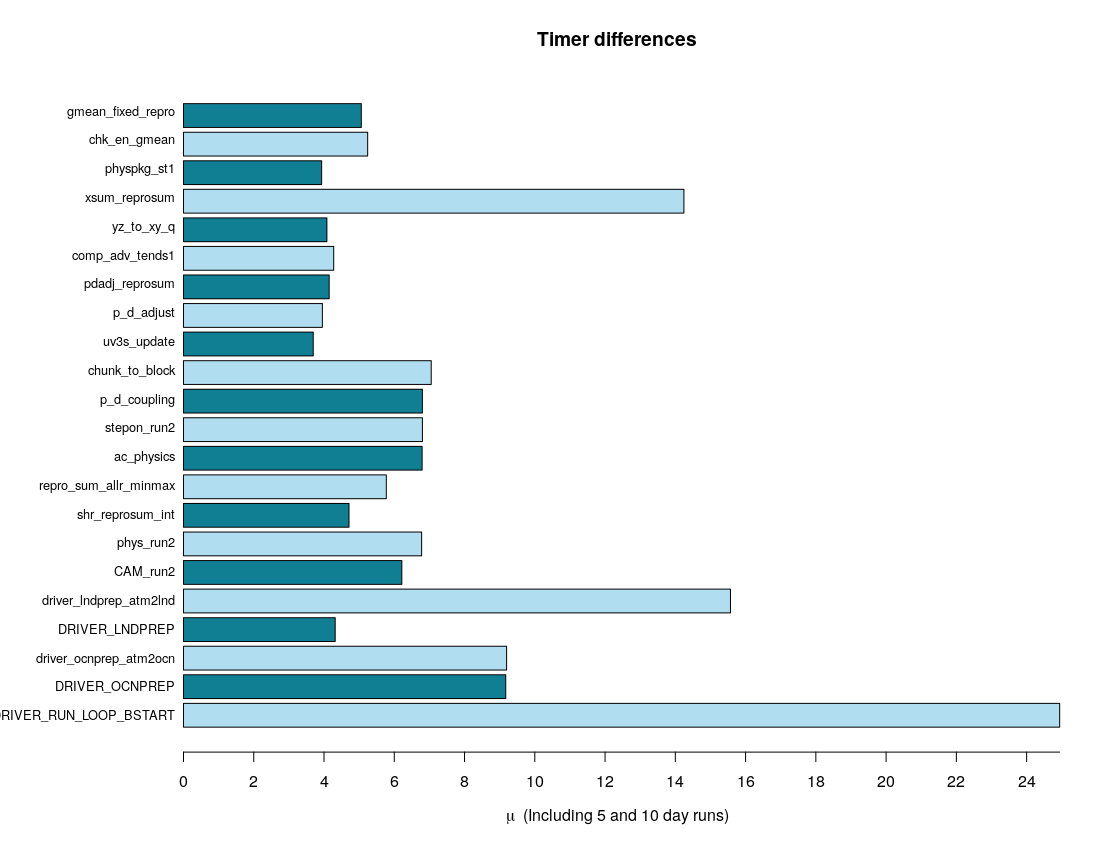 Timer differences
gmean_fixed_repro
chk_en_gmean
physpkg_st1
xsum_reprosum
yz_to_xy_q
comp_adv_tends1
pdadj_reprosum
p_d_adjust
uv3s_update
chunk_to_block
p_d_coupling
stepon_run2
ac_physics
repro_sum_allr_minmax
shr_reprosum_int
phys_run2
CAM_run2
driver_lndprep_atm2lnd
DRIVER_LNDPREP
driver_ocnprep_atm2ocn
DRIVER_OCNPREP
RIVER_RUN_LOOP_BSTART
0 2 4 6 8 10 12 14 16 18 20 22 24
μ (Including 5 and 10 day runs)